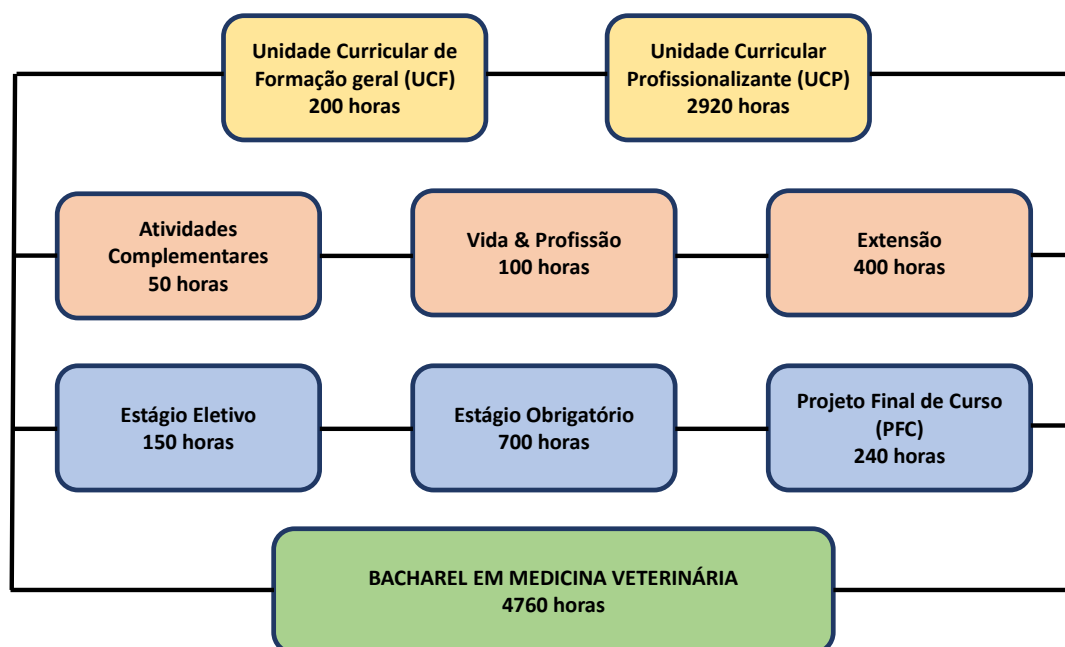 Unidade Curricular de
Formação geral (UCF)
200 horas
Unidade Curricular
Profissionalizante (UCP)
2920 horas
Atividades
Complementares
50 horas
Vida & Profissão
100 horas
Extensão
400 horas
Estágio Eletivo
150 horas
Estágio Obrigatório
700 horas
Projeto Final de Curso
(PFC)
240 horas
BACHAREL EM MEDICINA VETERINÁRIA
4760 horas